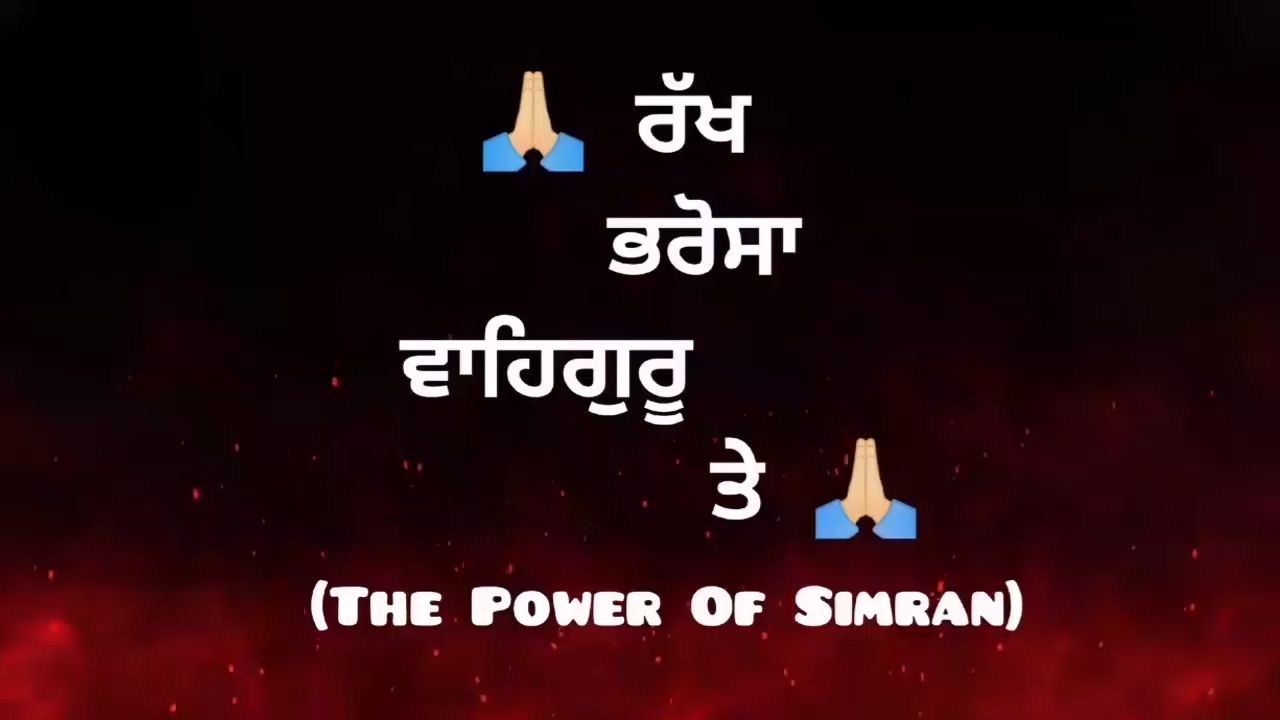 🙏🏼 ਰੱਖ
ਭਰੋਸਾ
ਵਾਹਿਗੁਰੂ
ਤੇ 🙏🏼
(The Power Of Simran)